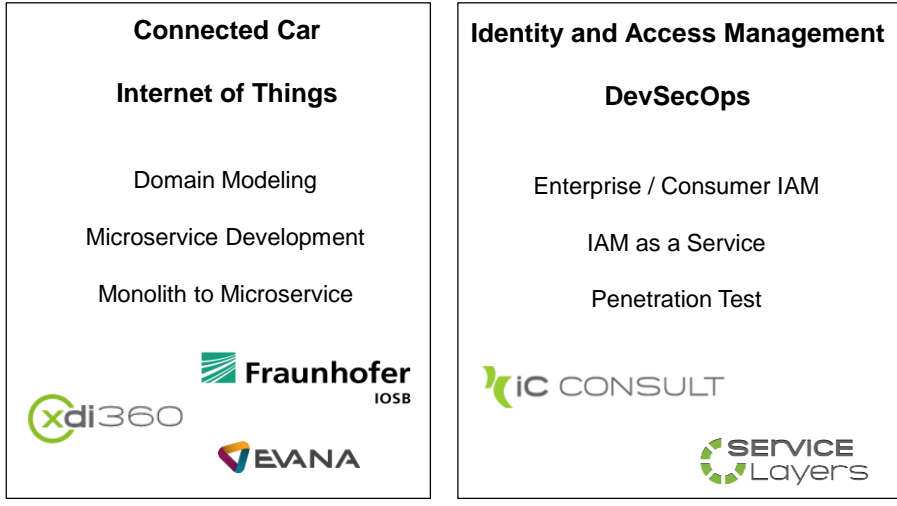 Connected Car
Internet of Things
Domain Modeling
Microservice Development
Monolith to Microservice
Fraunhofer
IOSB
xdi360
EVANA
Identity and Access Management
DevSecOps
Enterprise / Consumer IAM
IAM as a Service
Penetration Test
iC CONSULT
SERVICE
Layers